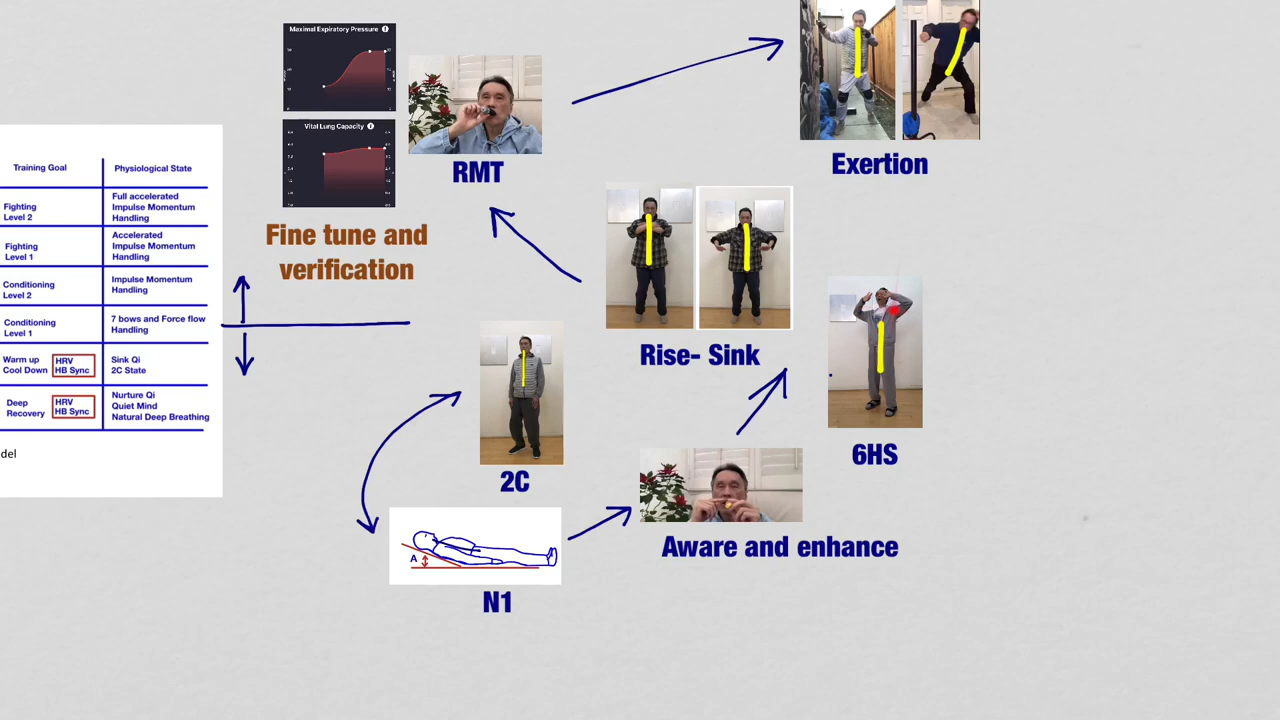 Training Goal
Physiological State
Fighting
Level 2
Full accelerated
Impulse Momentum
Handling
Fighting
Level 1
Accelerated
Impulse Momentum
Handling
Conditioning
Level 2
Impulse Momentum
Handling
Conditioning
Level 1
7 bows and Force flow
Handling
Warm up
Cool Down
HRV
HB Sync
Sink Qi
2C State
Deep
Recovery
HRV
HB Sync
Nurture Qi
Quiet Mind
Natural Deep Breathing
del
Maximal Expiratory Pressure
Vital Lung Capacity
RMT
Fine tune and
verification
Exertion
Rise- Sink
6HS
2C
Aware and enhance
A
N1